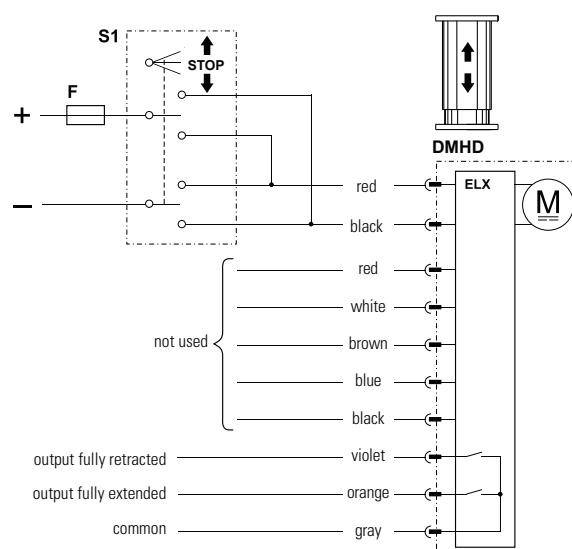 S1
STOP
F
+
−
DMHD
ELX
M
red
black
red
white
not used
brown
blue
black
output fully retracted violet
output fully extended orange
common gray